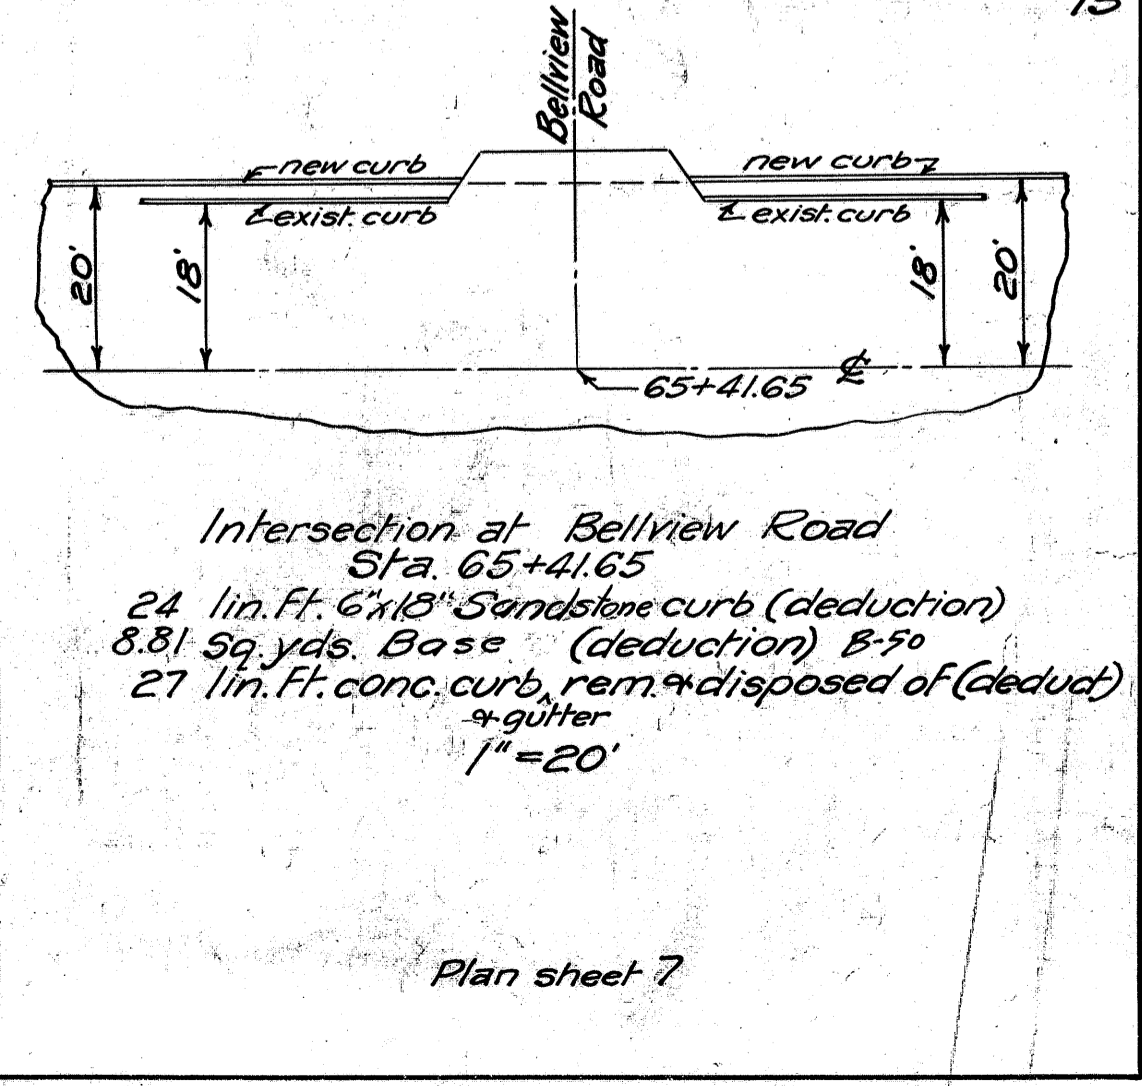 13
Bellview
Road
new curb
new curb
exist. curb
exist. curb
20'
18'
18'
20'
65+41.65 ℄
Intersection at Bellview Road
Sta. 65+41.65
24 lin. ft. 6"x18" Sandstone curb (deduction)
8.81 Sq. yds. Base (deduction) B-50
27 lin. ft. conc. curb, rem. & disposed of (deduct)
& gutter
1" = 20'
Plan sheet 7